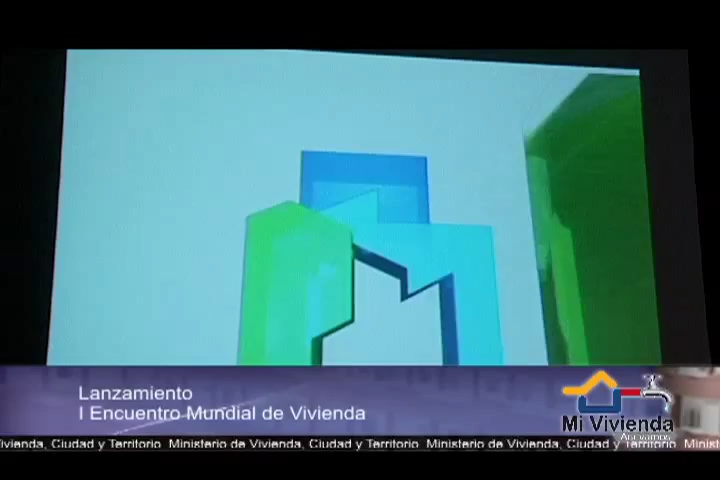 Lanzamiento
I Encuentro Mundial de Vivienda
Mi Vivienda
Vivienda, Ciudad y Territorio Ministerio de Vivienda, Ciudad y Territorio Ministerio de Vivienda, Ciudad y Territorio Minist